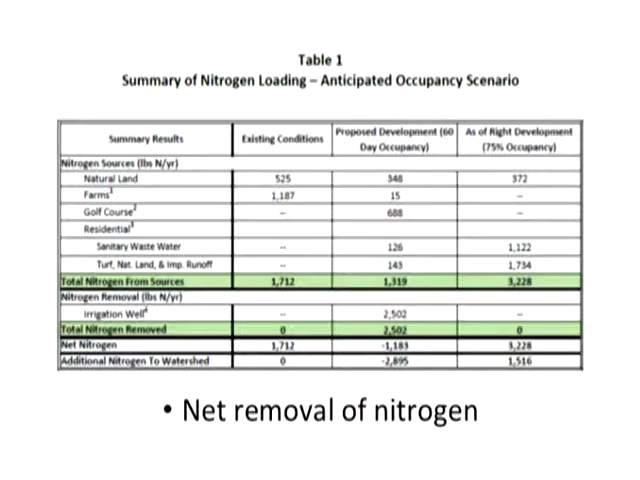 Table 1
Summary of Nitrogen Loading – Anticipated Occupancy Scenario
Summary Results Existing Conditions Proposed Development (60 Day Occupancy) As of Right Development (75% Occupancy)
Nitrogen Sources (lbs N/yr)
Natural Land 525 348 372
Farms1 1,187 15 –
Golf Course2 – 688 –
Residential3
Sanitary Waste Water – 126 1,122
Turf, Nat. Land, & Imp. Runoff – 143 1,734
Total Nitrogen From Sources 1,712 1,319 3,228
Nitrogen Removal (lbs N/yr)
Irrigation Well4 – 2,502 –
Total Nitrogen Removed 0 2,502 0
Net Nitrogen 1,712 -1,183 3,228
Additional Nitrogen To Watershed 0 -2,895 1,516
• Net removal of nitrogen